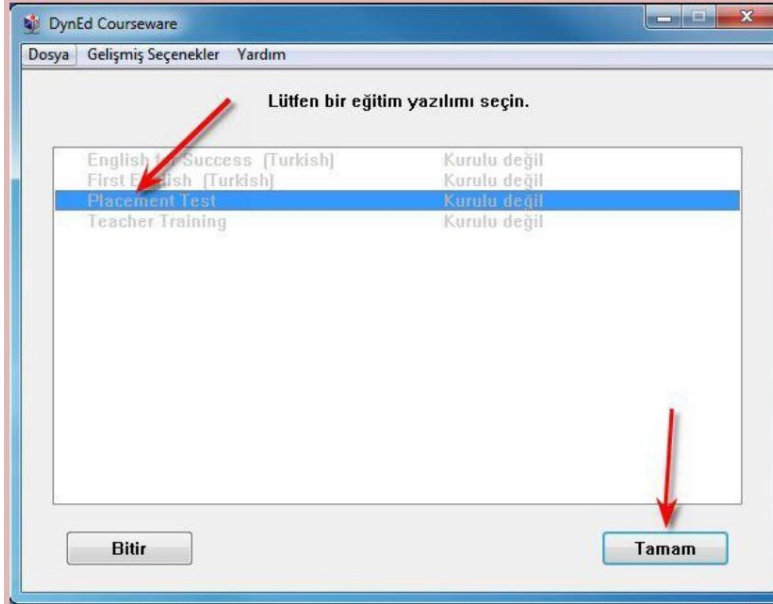 DynEd Courseware
Dosya Gelişmiş Seçenekler Yardım
Lütfen bir eğitim yazılımı seçin.
English for Success (Turkish) Kurulu değil
First English (Turkish) Kurulu değil
Placement Test Kurulu değil
Teacher Training Kurulu değil
Bitir Tamam